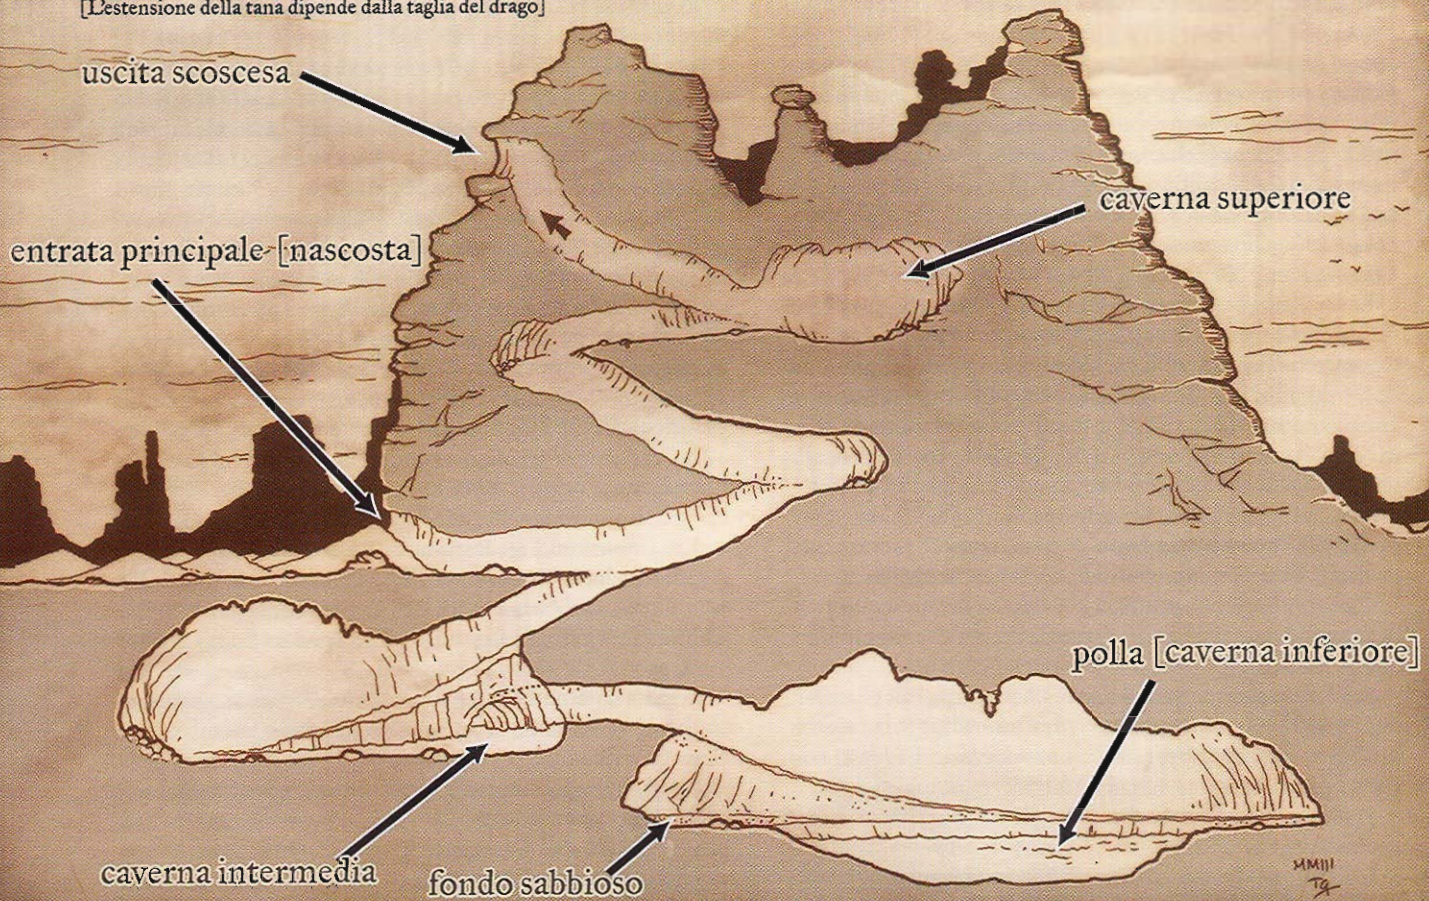 [L'estensione della tana dipende dalla taglia del drago]
uscita scoscesa
caverna superiore
entrata principale [nascosta]
polla [caverna inferiore]
caverna intermedia
fondo sabbioso
MMIII
TG